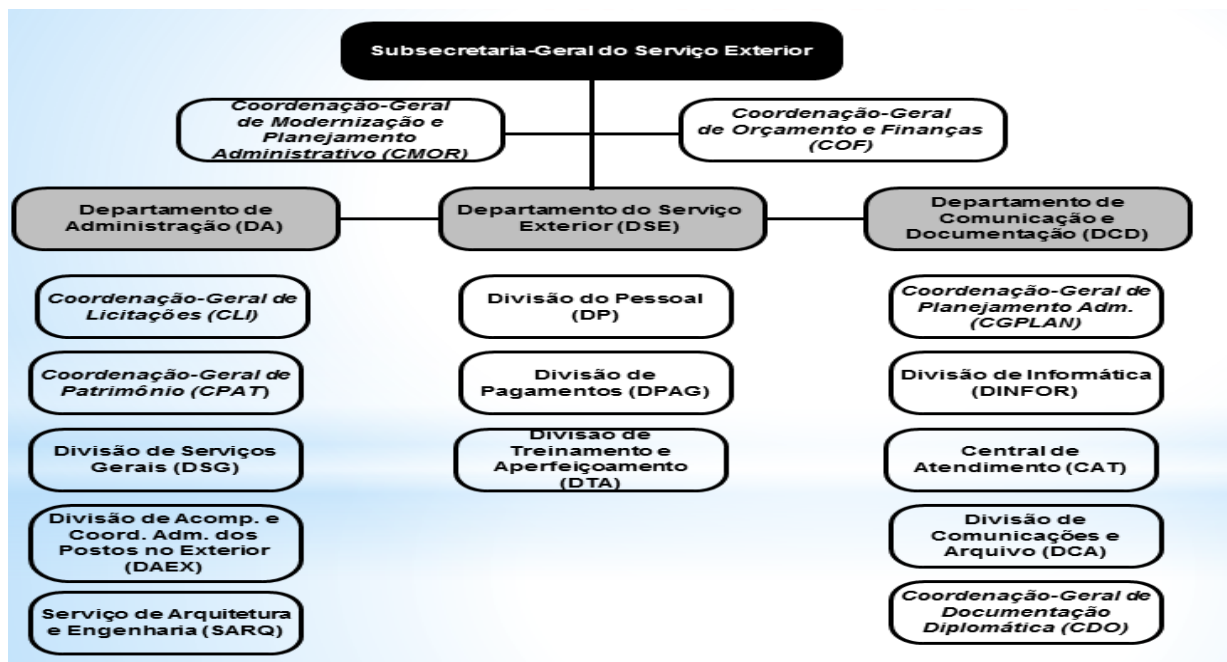 Subsecretaria-Geral do Serviço Exterior
Coordenação-Geral
de Modernização e
Planejamento
Administrativo (CMOR)
Coordenação-Geral
de Orçamento e Finanças
(COF)
Departamento de
Administração (DA)
Departamento do Serviço
Exterior (DSE)
Departamento de
Comunicação e
Documentação (DCD)
Coordenação-Geral de
Licitações (CLI)
Coordenação-Geral de
Patrimônio (CPAT)
Divisão de Serviços
Gerais (DSG)
Divisão de Acomp. e
Coord. Adm. dos
Postos no Exterior
(DAEX)
Serviço de Arquitetura
e Engenharia (SARQ)
Divisão do Pessoal
(DP)
Divisão de
Pagamentos (DPAG)
Divisão de
Treinamento e
Aperfeiçoamento
(DTA)
Coordenação-Geral de
Planejamento Adm.
(CGPLAN)
Divisão de Informática
(DINFOR)
Central de
Atendimento (CAT)
Divisão de
Comunicações e
Arquivo (DCA)
Coordenação-Geral de
Documentação
Diplomática (CDO)